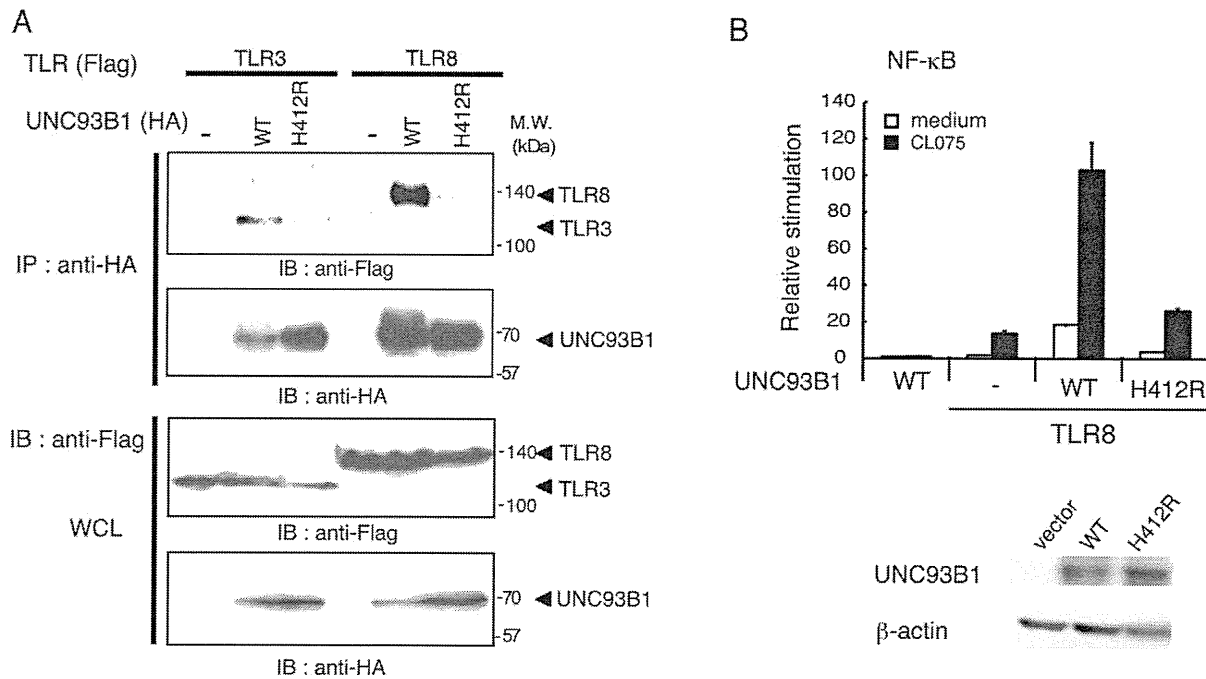 A
TLR (Flag)
TLR3
TLR8
UNC93B1 (HA)
-
WT
H412R
-
WT
H412R
M.W.
(kDa)
IP : anti-HA
-140
TLR8
TLR3
-100
IB : anti-Flag
-70
UNC93B1
-57
IB : anti-HA
IB : anti-Flag
WCL
-140
TLR8
TLR3
-100
IB : anti-Flag
-70
UNC93B1
-57
IB : anti-HA
B
NF-κB
Relative stimulation
140
120
100
80
60
40
20
0
medium
CL075
UNC93B1
WT
-
WT
H412R
TLR8
vector
WT
H412R
UNC93B1
β-actin